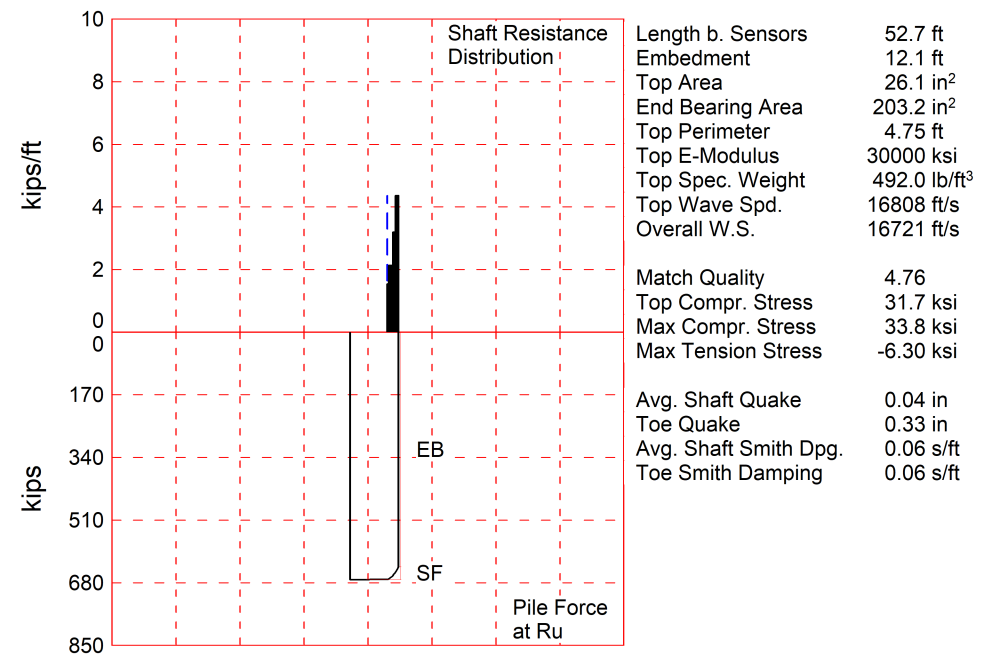 10
8
6
4
2
0
kips/ft
Shaft Resistance
Distribution
0
170
340
510
680
850
kips
EB
SF
Pile Force
at Ru
Length b. Sensors 52.7 ft
Embedment 12.1 ft
Top Area 26.1 in²
End Bearing Area 203.2 in²
Top Perimeter 4.75 ft
Top E-Modulus 30000 ksi
Top Spec. Weight 492.0 lb/ft³
Top Wave Spd. 16808 ft/s
Overall W.S. 16721 ft/s
Match Quality 4.76
Top Compr. Stress 31.7 ksi
Max Compr. Stress 33.8 ksi
Max Tension Stress -6.30 ksi
Avg. Shaft Quake 0.04 in
Toe Quake 0.33 in
Avg. Shaft Smith Dpg. 0.06 s/ft
Toe Smith Damping 0.06 s/ft